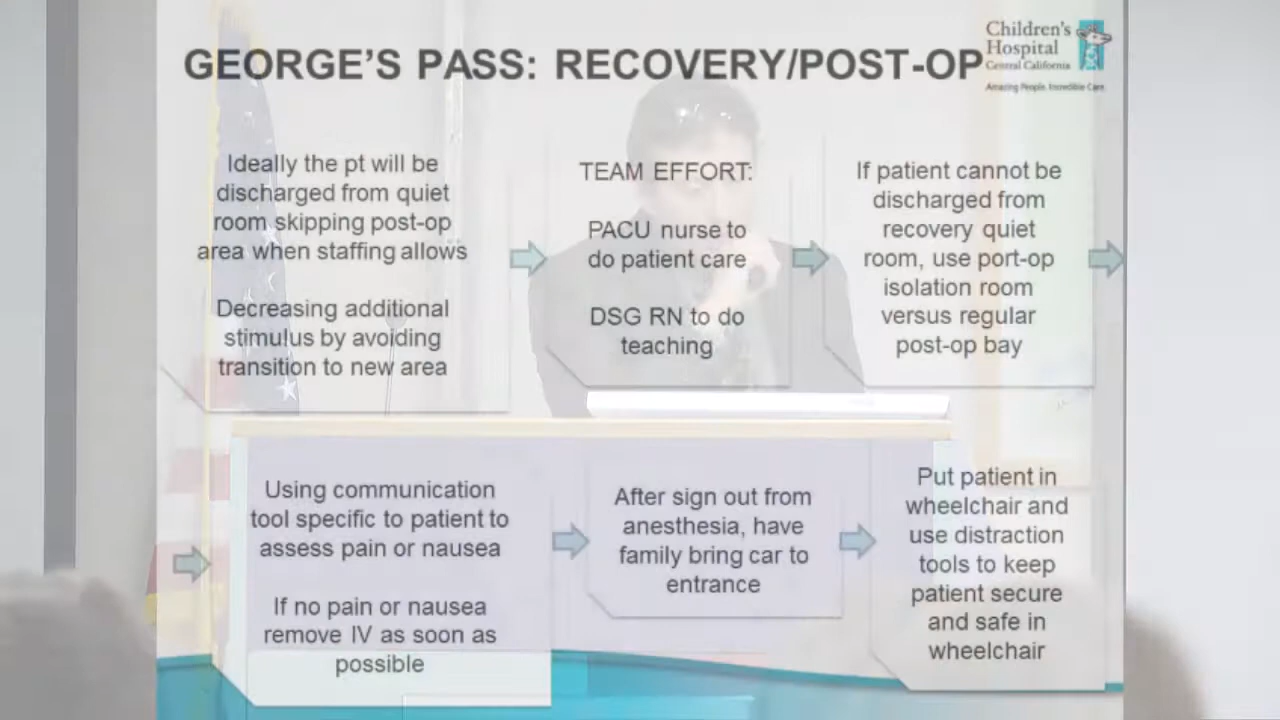 GEORGE'S PASS: RECOVERY/POST-OP
Children's
Hospital
Central California
Amazing People. Incredible Care.
Ideally the pt will be
discharged from quiet
room skipping post-op
area when staffing allows
Decreasing additional
stimulus by avoiding
transition to new area
TEAM EFFORT:
PACU nurse to
do patient care
DSG RN to do
teaching
If patient cannot be
discharged from
recovery quiet
room, use port-op
isolation room
versus regular
post-op bay
Using communication
tool specific to patient to
assess pain or nausea
If no pain or nausea
remove IV as soon as
possible
After sign out from
anesthesia, have
family bring car to
entrance
Put patient in
wheelchair and
use distraction
tools to keep
patient secure
and safe in
wheelchair